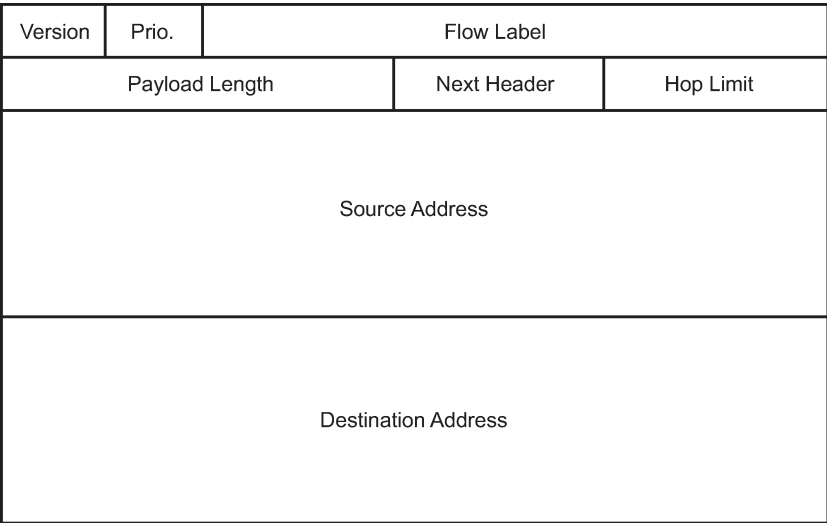 Version Prio. Flow Label
Payload Length Next Header Hop Limit
Source Address
Destination Address